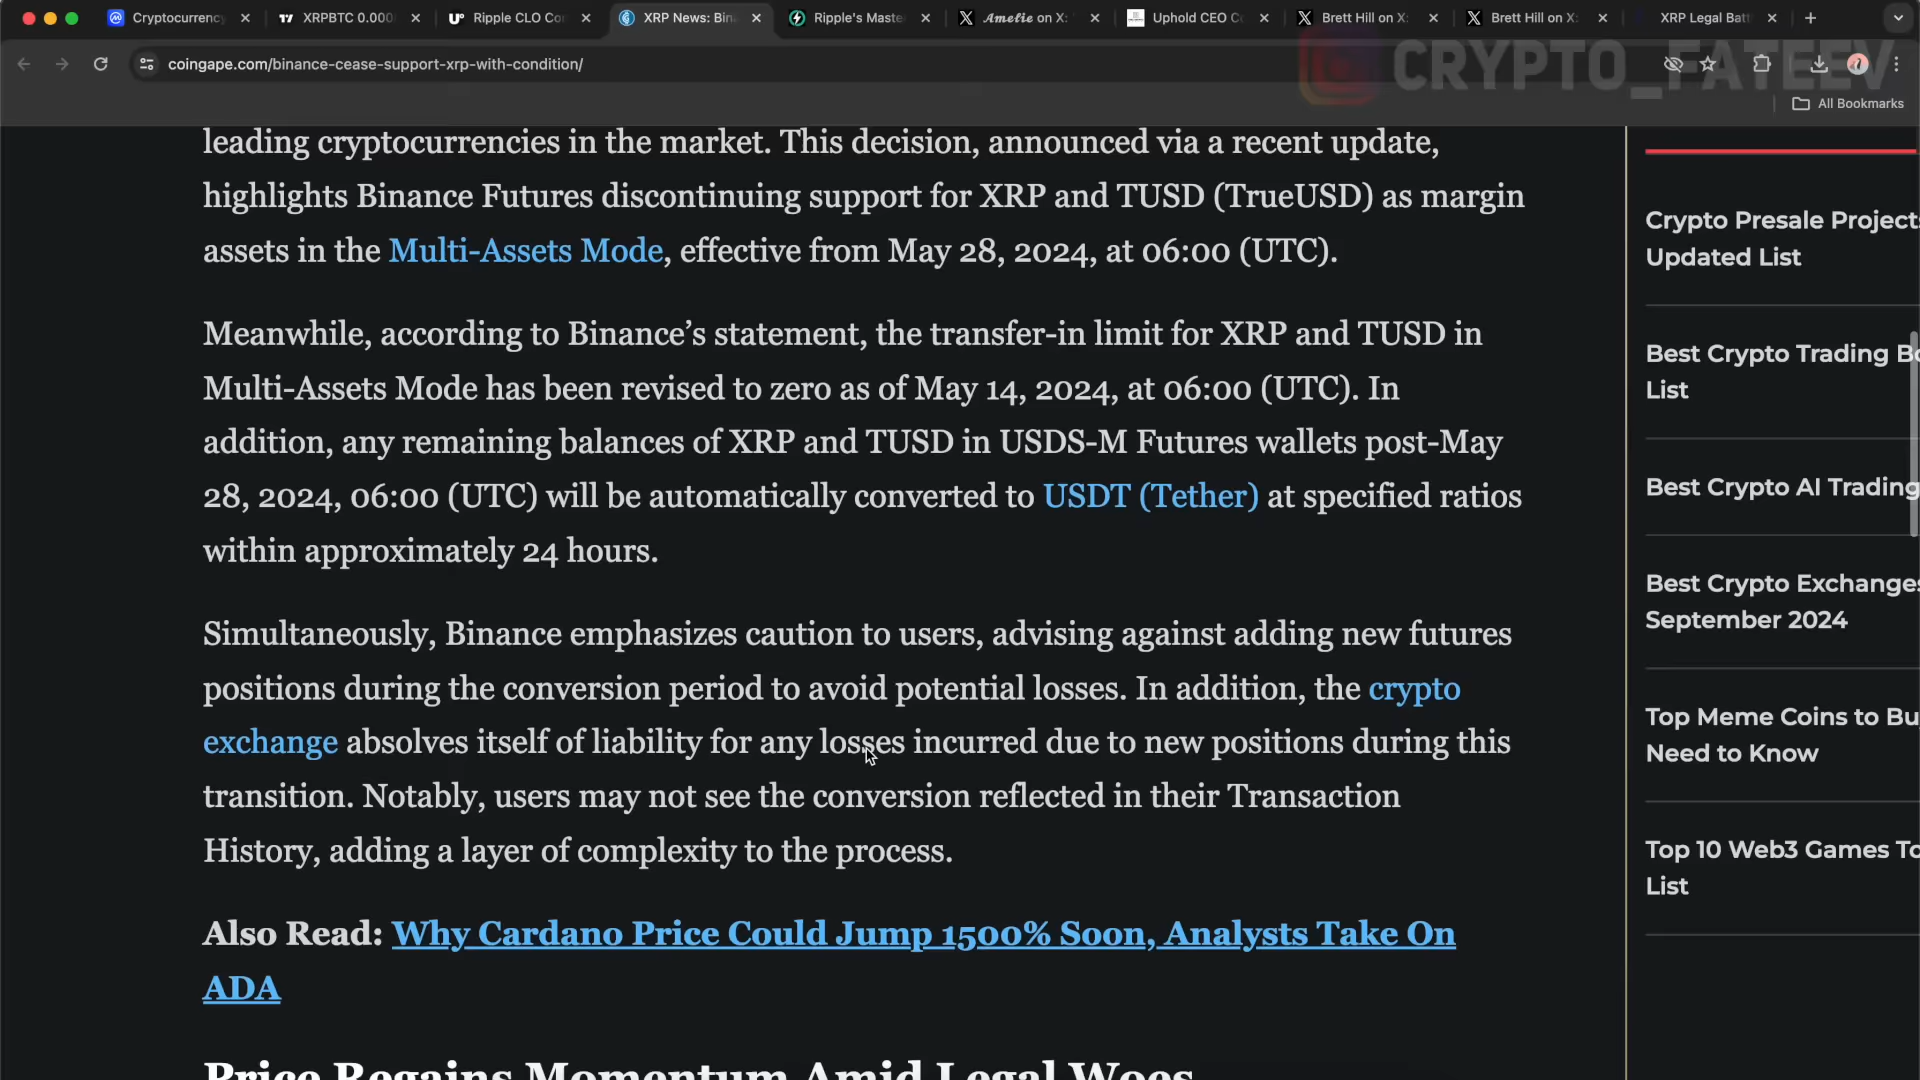 Cryptocurrency
XRPBTC 0.000
Ripple CLO Co
XRP News: Bin
Ripple's Maste
𝓐𝓶𝓮𝓵𝓲𝓮 on X:
Uphold CEO C
Brett Hill on X:
Brett Hill on X:
XRP Legal Batt
coingape.com/binance-cease-support-xrp-with-condition/
CRYPTO_FATEEV
All Bookmarks
leading cryptocurrencies in the market. This decision, announced via a recent update,
highlights Binance Futures discontinuing support for XRP and TUSD (TrueUSD) as margin
assets in the Multi-Assets Mode, effective from May 28, 2024, at 06:00 (UTC).
Meanwhile, according to Binance’s statement, the transfer-in limit for XRP and TUSD in
Multi-Assets Mode has been revised to zero as of May 14, 2024, at 06:00 (UTC). In
addition, any remaining balances of XRP and TUSD in USDS-M Futures wallets post-May
28, 2024, 06:00 (UTC) will be automatically converted to USDT (Tether) at specified ratios
within approximately 24 hours.
Simultaneously, Binance emphasizes caution to users, advising against adding new futures
positions during the conversion period to avoid potential losses. In addition, the crypto
exchange absolves itself of liability for any losses incurred due to new positions during this
transition. Notably, users may not see the conversion reflected in their Transaction
History, adding a layer of complexity to the process.
Also Read: Why Cardano Price Could Jump 1500% Soon, Analysts Take On
ADA
Price Regains Momentum Amid Legal Woes
Crypto Presale Projects
Updated List
Best Crypto Trading Bo
List
Best Crypto AI Trading
Best Crypto Exchanges
September 2024
Top Meme Coins to Bu
Need to Know
Top 10 Web3 Games To
List